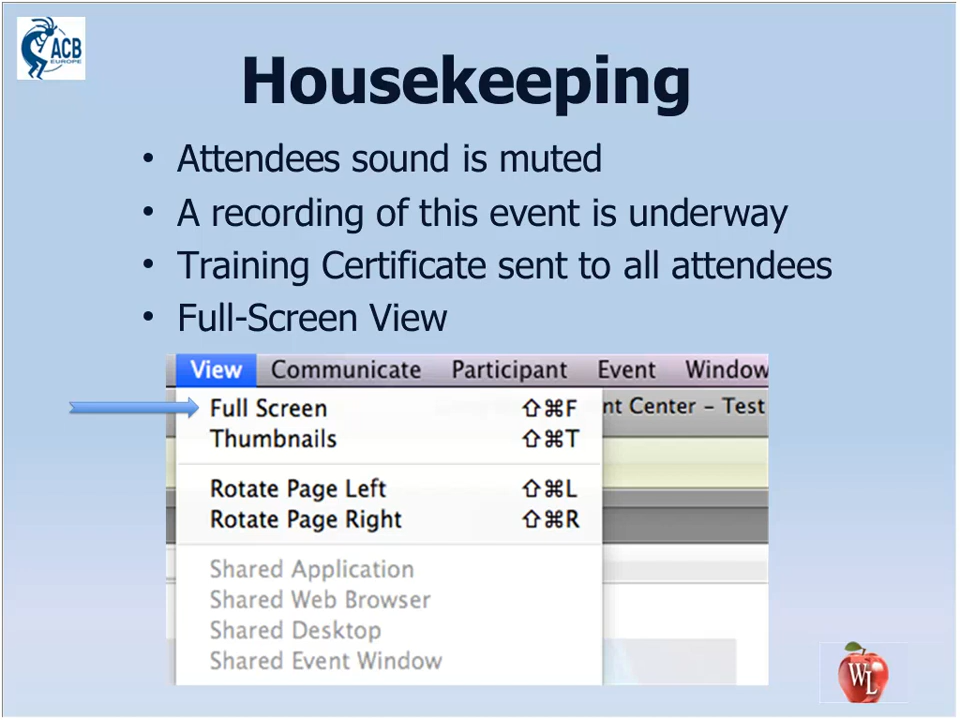 ACB
EUROPE
Housekeeping
• Attendees sound is muted
• A recording of this event is underway
• Training Certificate sent to all attendees
• Full-Screen View
View Communicate Participant Event Window
Full Screen ⇧⌘F nt Center – Test
Thumbnails ⇧⌘T
Rotate Page Left ⇧⌘L
Rotate Page Right ⇧⌘R
Shared Application
Shared Web Browser
Shared Desktop
Shared Event Window
WL